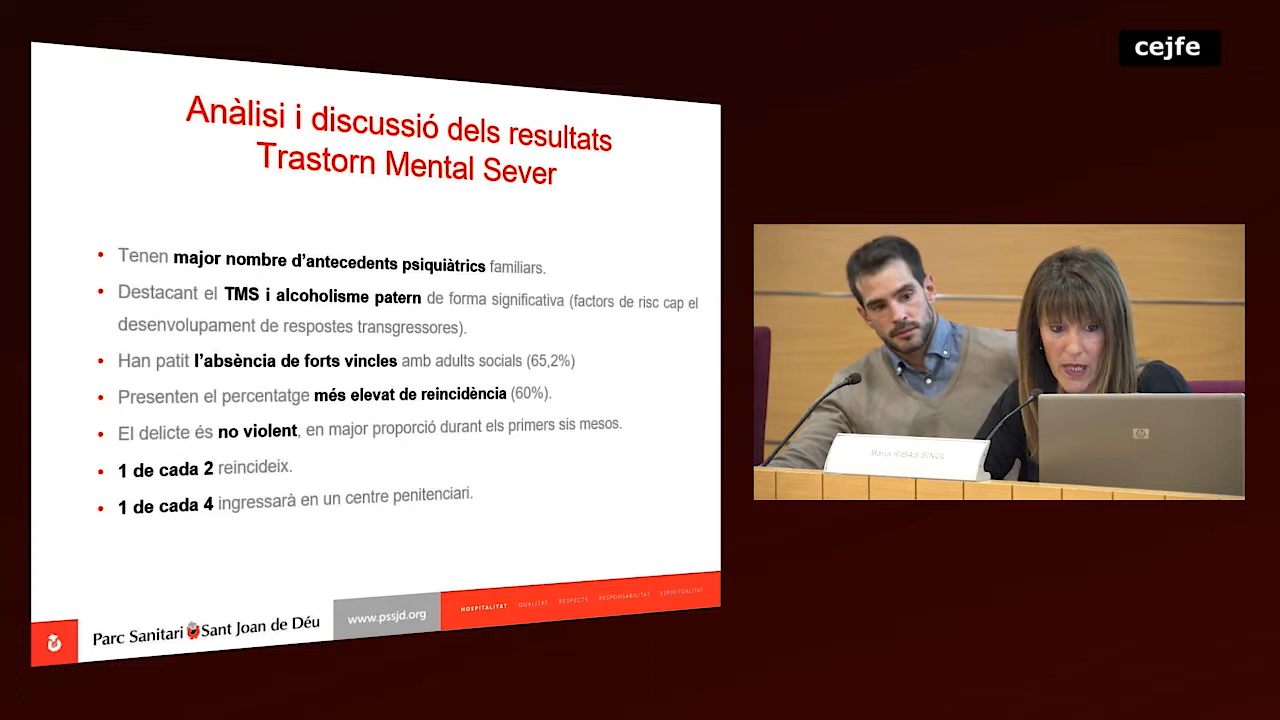 cejfe
Anàlisi i discussió dels resultats
Trastorn Mental Sever
• Tenen major nombre d'antecedents psiquiàtrics familiars.
• Destacant el TMS i alcoholisme patern de forma significativa (factors de risc cap el
desenvolupament de respostes transgressores).
• Han patit l'absència de forts vincles amb adults socials (65,2%)
• Presenten el percentatge més elevat de reincidència (60%).
• El delicte és no violent, en major proporció durant els primers sis mesos.
• 1 de cada 2 reincideix.
• 1 de cada 4 ingressarà en un centre penitenciari.
Maria RIBAS SIÑOL
hp
Parc Sanitari Sant Joan de Déu
www.pssjd.org
HOSPITALITAT QUALITAT RESPECTE RESPONSABILITAT ESPIRITUALITAT